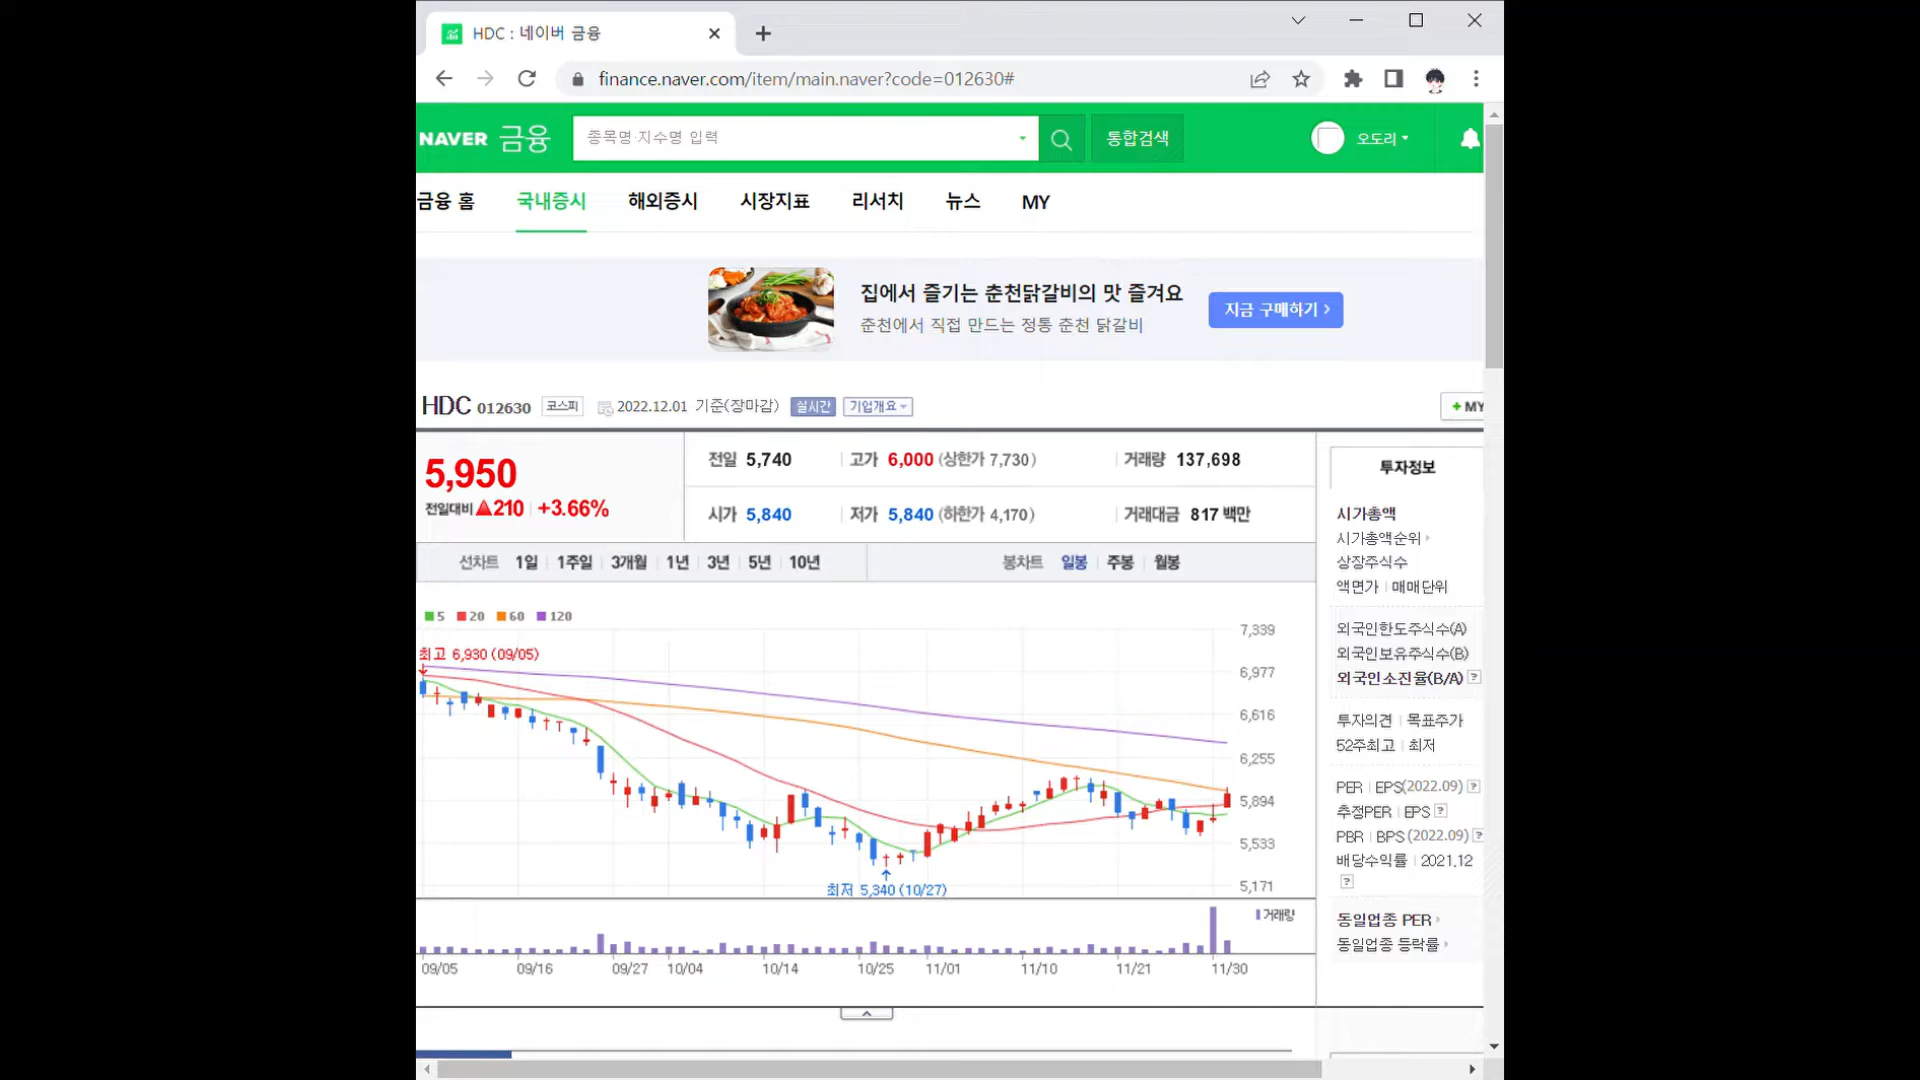 HDC : 네이버 금융
finance.naver.com/item/main.naver?code=012630#
NAVER 금융
종목명·지수명 입력
통합검색
오도리
금융 홈 국내증시 해외증시 시장지표 리서치 뉴스 MY
집에서 즐기는 춘천닭갈비의 맛 즐겨요
춘천에서 직접 만드는 정통 춘천 닭갈비
지금 구매하기 >
HDC 012630 코스피 2022.12.01 기준(장마감) 실시간 기업개요
+ MY
5,950
전일대비 ▲210 | +3.66%
전일 5,740 | 고가 6,000 (상한가 7,730) | 거래량 137,698
시가 5,840 | 저가 5,840 (하한가 4,170) | 거래대금 817 백만
선차트 1일 1주일 3개월 1년 3년 5년 10년
봉차트 일봉 주봉 월봉
5 20 60 120
최고 6,930 (09/05)
최저 5,340 (10/27)
7,339
6,977
6,616
6,255
5,894
5,533
5,171
거래량
09/05 09/16 09/27 10/04 10/14 10/25 11/01 11/10 11/21 11/30
투자정보
시가총액
시가총액순위
상장주식수
액면가 | 매매단위
외국인한도주식수(A)
외국인보유주식수(B)
외국인소진율(B/A) ?
투자의견 | 목표주가
52주최고 | 최저
PER | EPS(2022.09) ?
추정PER | EPS ?
PBR | BPS (2022.09) ?
배당수익률 | 2021.12
?
동일업종 PER
동일업종 등락률